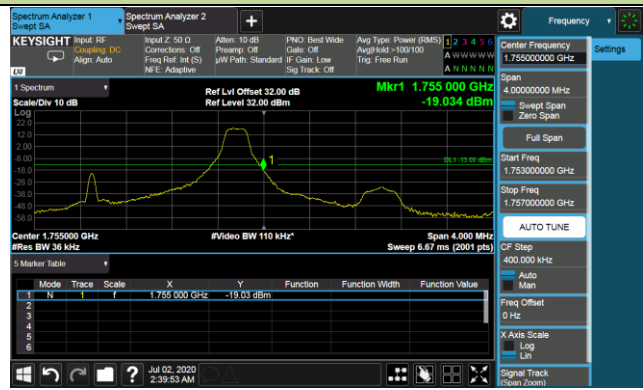 Spectrum Analyzer 1
Swept SA
Spectrum Analyzer 2
Swept SA
+
Frequency
KEYSIGHT
Input: RF
Coupling: DC
Align: Auto
Input Z: 50 Ω
Corrections: Off
Freq Ref: Int (S)
NFE: Adaptive
Atten: 10 dB
Preamp: Off
µW Path: Standard
PNO: Best Wide
Gate: Off
IF Gain: Low
Sig Track: Off
Avg Type: Power (RMS)
Avg|Hold:>100/100
Trig: Free Run
1 2 3 4 5 6
A W W W W W
A N N N N N
LXI
1 Spectrum
Scale/Div 10 dB
Log
Ref Lvl Offset 32.00 dB
Ref Level 32.00 dBm
Mkr1 1.755 000 GHz
-19.034 dBm
22.0
12.0
2.00
-8.00
-18.0
-28.0
-38.0
-48.0
-58.0
1
DL1 -13.00 dBm
Center 1.755000 GHz
#Res BW 36 kHz
#Video BW 110 kHz*
Span 4.000 MHz
Sweep 6.67 ms (2001 pts)
5 Marker Table
Mode Trace Scale X Y Function Function Width Function Value
1 N 1 f 1.755 000 GHz -19.03 dBm
2
3
4
5
6
?
Jul 02, 2020
2:39:53 AM
Center Frequency
1.755000000 GHz
Settings
Span
4.00000000 MHz
Swept Span
Zero Span
Full Span
Start Freq
1.753000000 GHz
Stop Freq
1.757000000 GHz
AUTO TUNE
CF Step
400.000 kHz
Auto
Man
Freq Offset
0 Hz
X Axis Scale
Log
Lin
Signal Track
(Span Zoom)